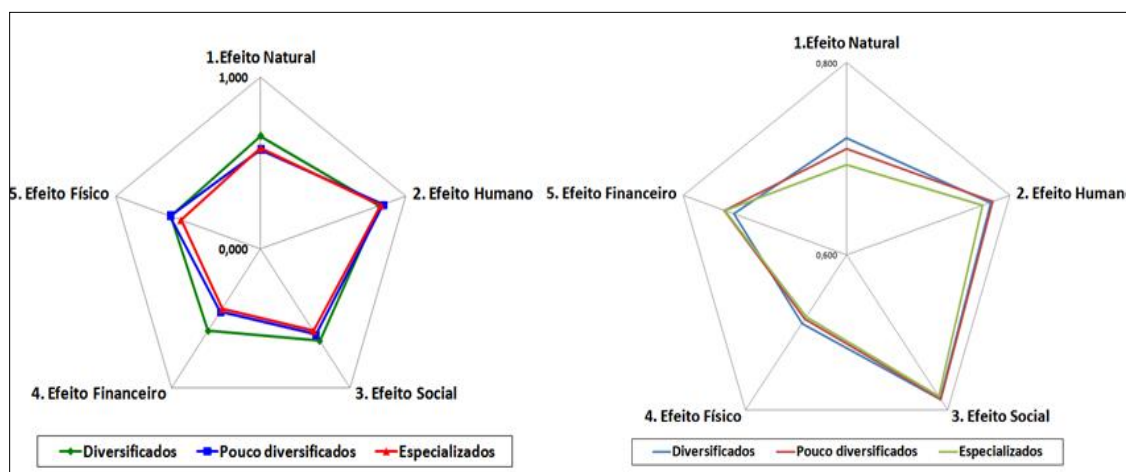 1.Efeito Natural
1,000
5. Efeito Físico
2. Efeito Humano
0,000
4. Efeito Financeiro
3. Efeito Social
Diversificados
Pouco diversificados
Especializados
1.Efeito Natural
0,800
5. Efeito Financeiro
2. Efeito Humano
0,600
4. Efeito Físico
3. Efeito Social
Diversificados
Pouco diversificados
Especializados